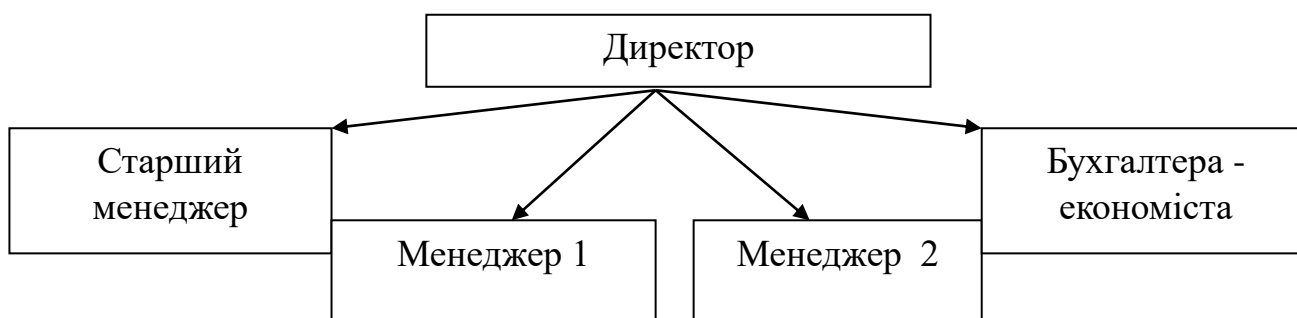 Директор
Старший
менеджер
Бухгалтера -
економіста
Менеджер 1
Менеджер 2